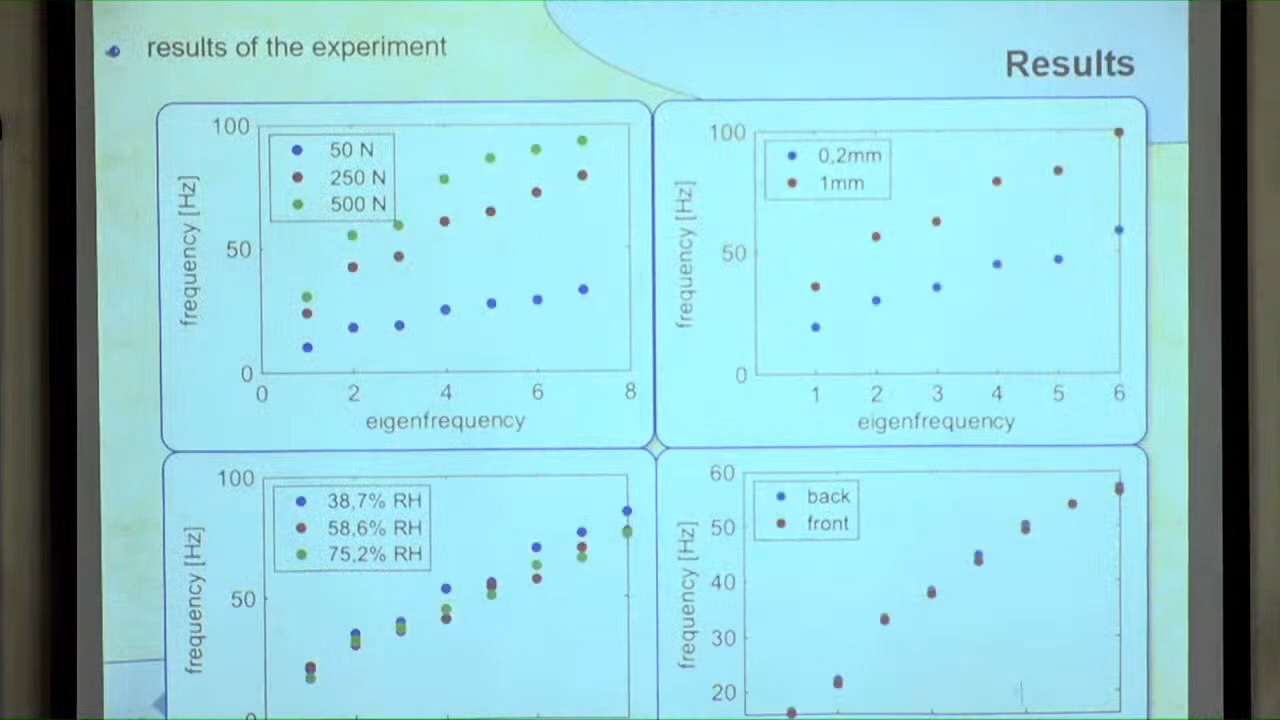 results of the experiment
Results
100
50
0
frequency [Hz]
50 N
250 N
500 N
0 2 4 6 8
eigenfrequency
100
50
0
frequency [Hz]
0,2mm
1mm
1 2 3 4 5 6
eigenfrequency
100
50
0
frequency [Hz]
38,7% RH
58,6% RH
75,2% RH
60
50
40
30
20
frequency [Hz]
back
front